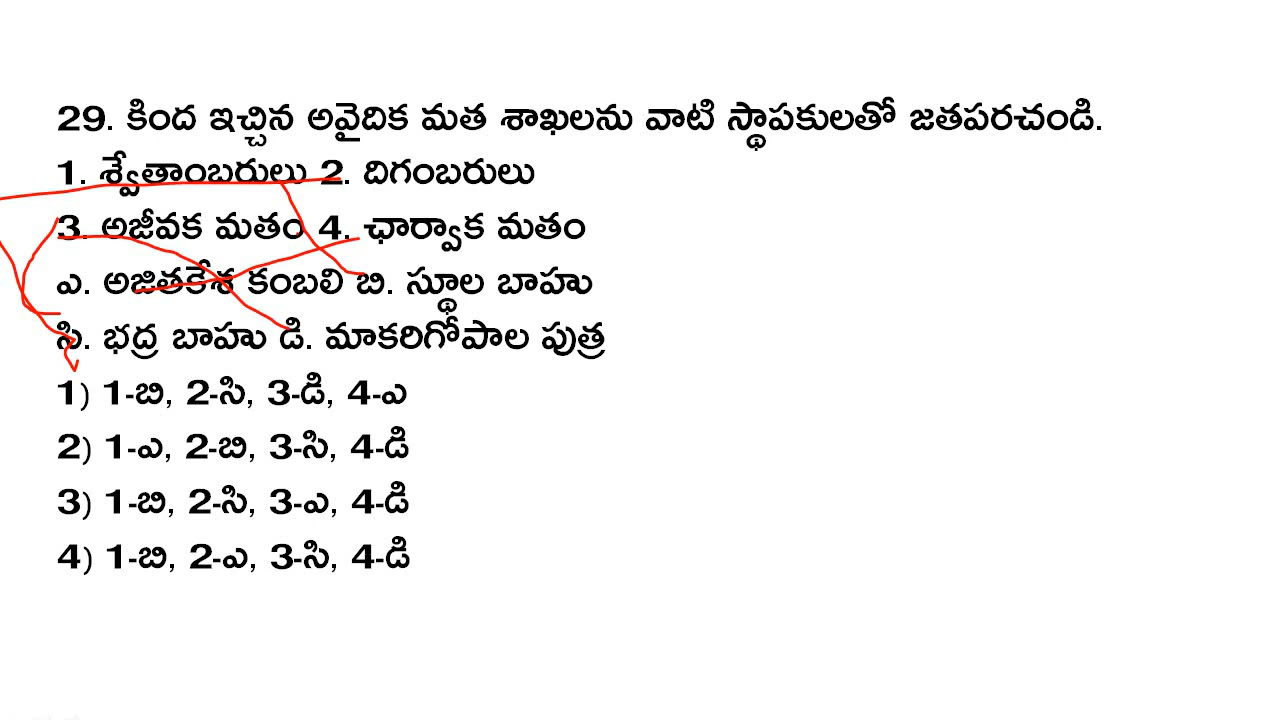 29. కింద ఇచ్చిన అవైదిక మత శాఖలను వాటి స్థాపకులతో జతపరచండి.
1. శ్వేతాంబరులు 2. దిగంబరులు
3. అజీవక మతం 4. ఛార్వాక మతం
ఎ. అజితకేశ కంబలి బి. స్థూల బాహు
సి. భద్ర బాహు డి. మాకరిగోపాల పుత్ర
1) 1-బి, 2-సి, 3-డి, 4-ఎ
2) 1-ఎ, 2-బి, 3-సి, 4-డి
3) 1-బి, 2-సి, 3-ఎ, 4-డి
4) 1-బి, 2-ఎ, 3-సి, 4-డి